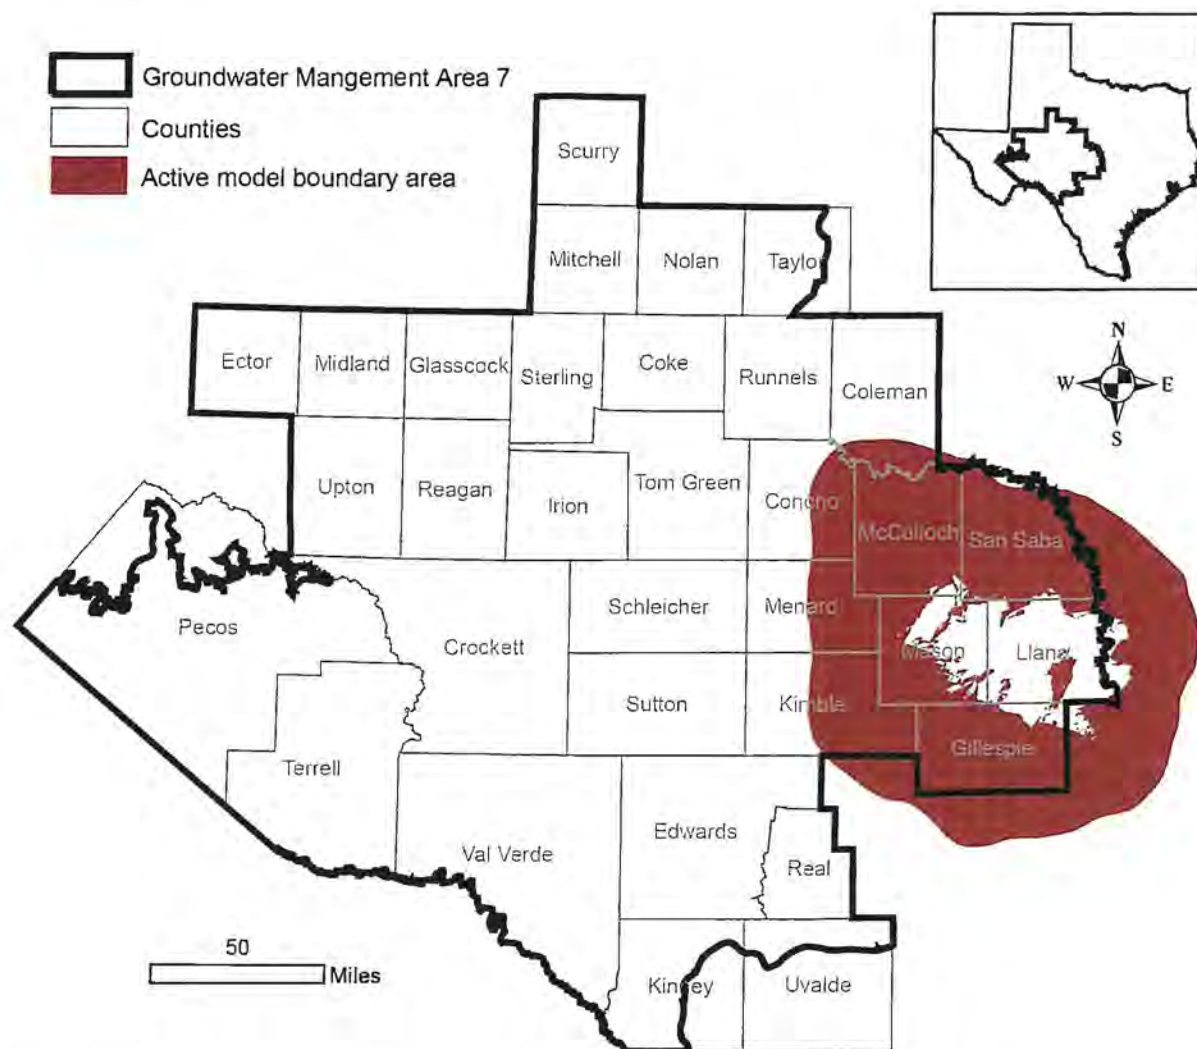 Groundwater Mangement Area 7
Counties
Active model boundary area
Scurry
Mitchell
Nolan
Taylo
Ector
Midland
Glasscock
Sterling
Coke
Runnels
Coleman
N
W
E
S
Upton
Reagan
Irion
Tom Green
Concho
McCulloch
San Saba
Pecos
Crockett
Schleicher
Menard
Mason
Llano
Sutton
Kimble
Gillespie
Terrell
Val Verde
Edwards
Real
50
Miles
Kinney
Uvalde